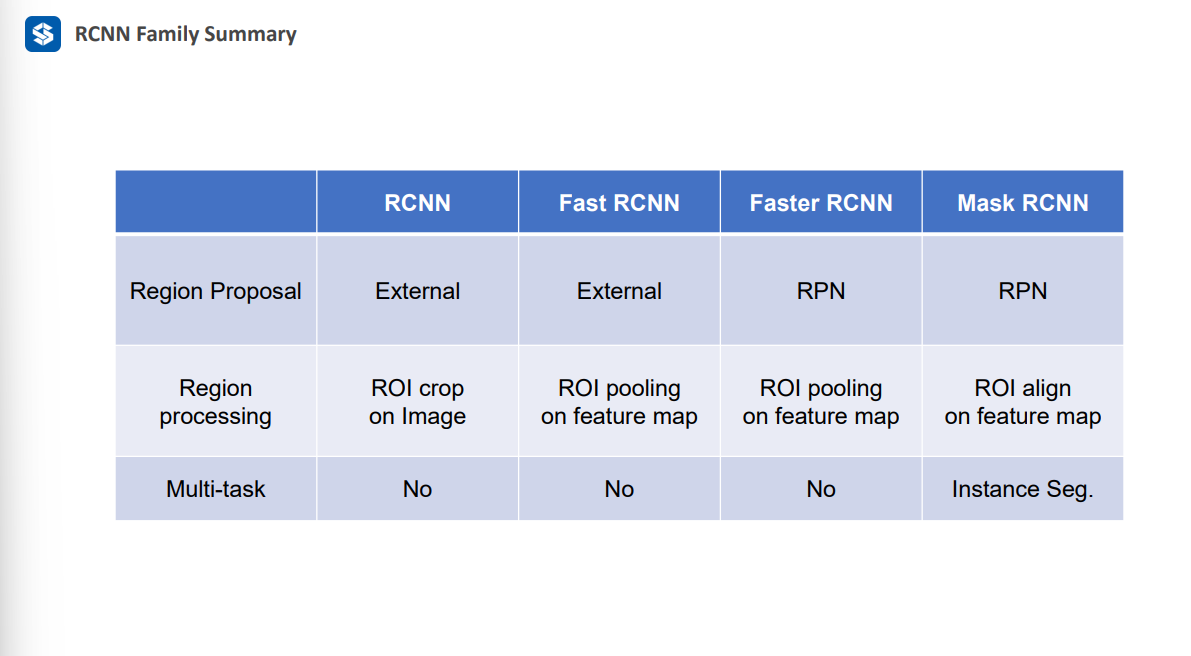 RCNN Family Summary
RCNN Fast RCNN Faster RCNN Mask RCNN
Region Proposal External External RPN RPN
Region processing ROI crop on Image ROI pooling on feature map ROI pooling on feature map ROI align on feature map
Multi-task No No No Instance Seg.